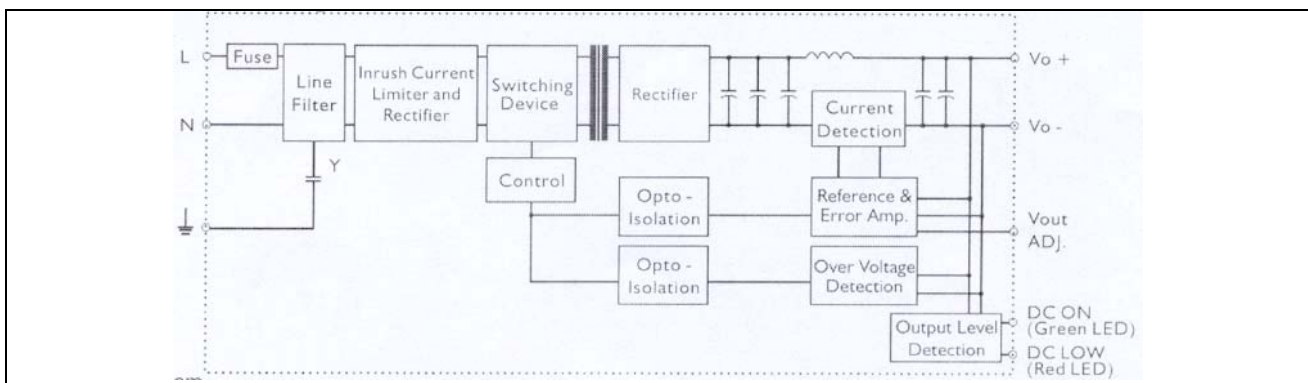 L
Fuse
Line
Filter
Inrush Current
Limiter and
Rectifier
Switching
Device
Rectifier
Current
Detection
Vo +
N
Vo -
Y
Control
Opto -
Isolation
Reference &
Error Amp.
Vout
ADJ.
Opto -
Isolation
Over Voltage
Detection
Output Level
Detection
DC ON
(Green LED)
DC LOW
(Red LED)